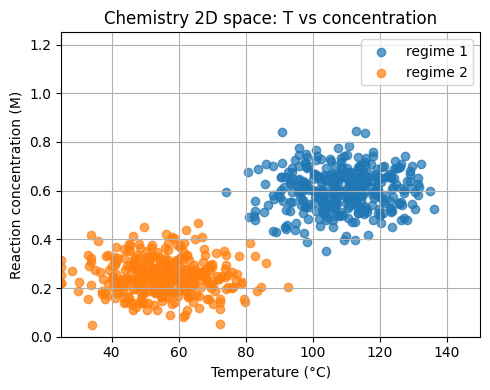 Chemistry 2D space: T vs concentration
regime 1
regime 2
Reaction concentration (M)
1.2
1.0
0.8
0.6
0.4
0.2
0.0
40 60 80 100 120 140
Temperature (°C)